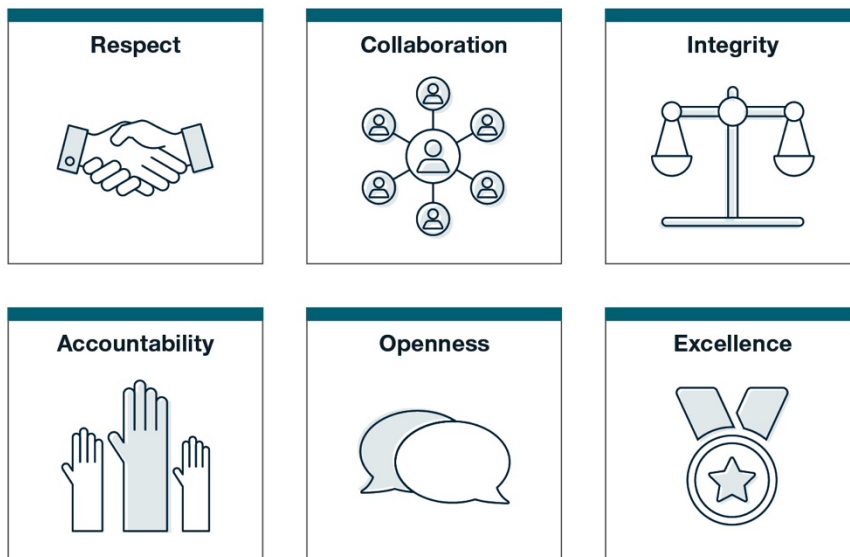 Respect
Collaboration
Integrity
Accountability
Openness
Excellence